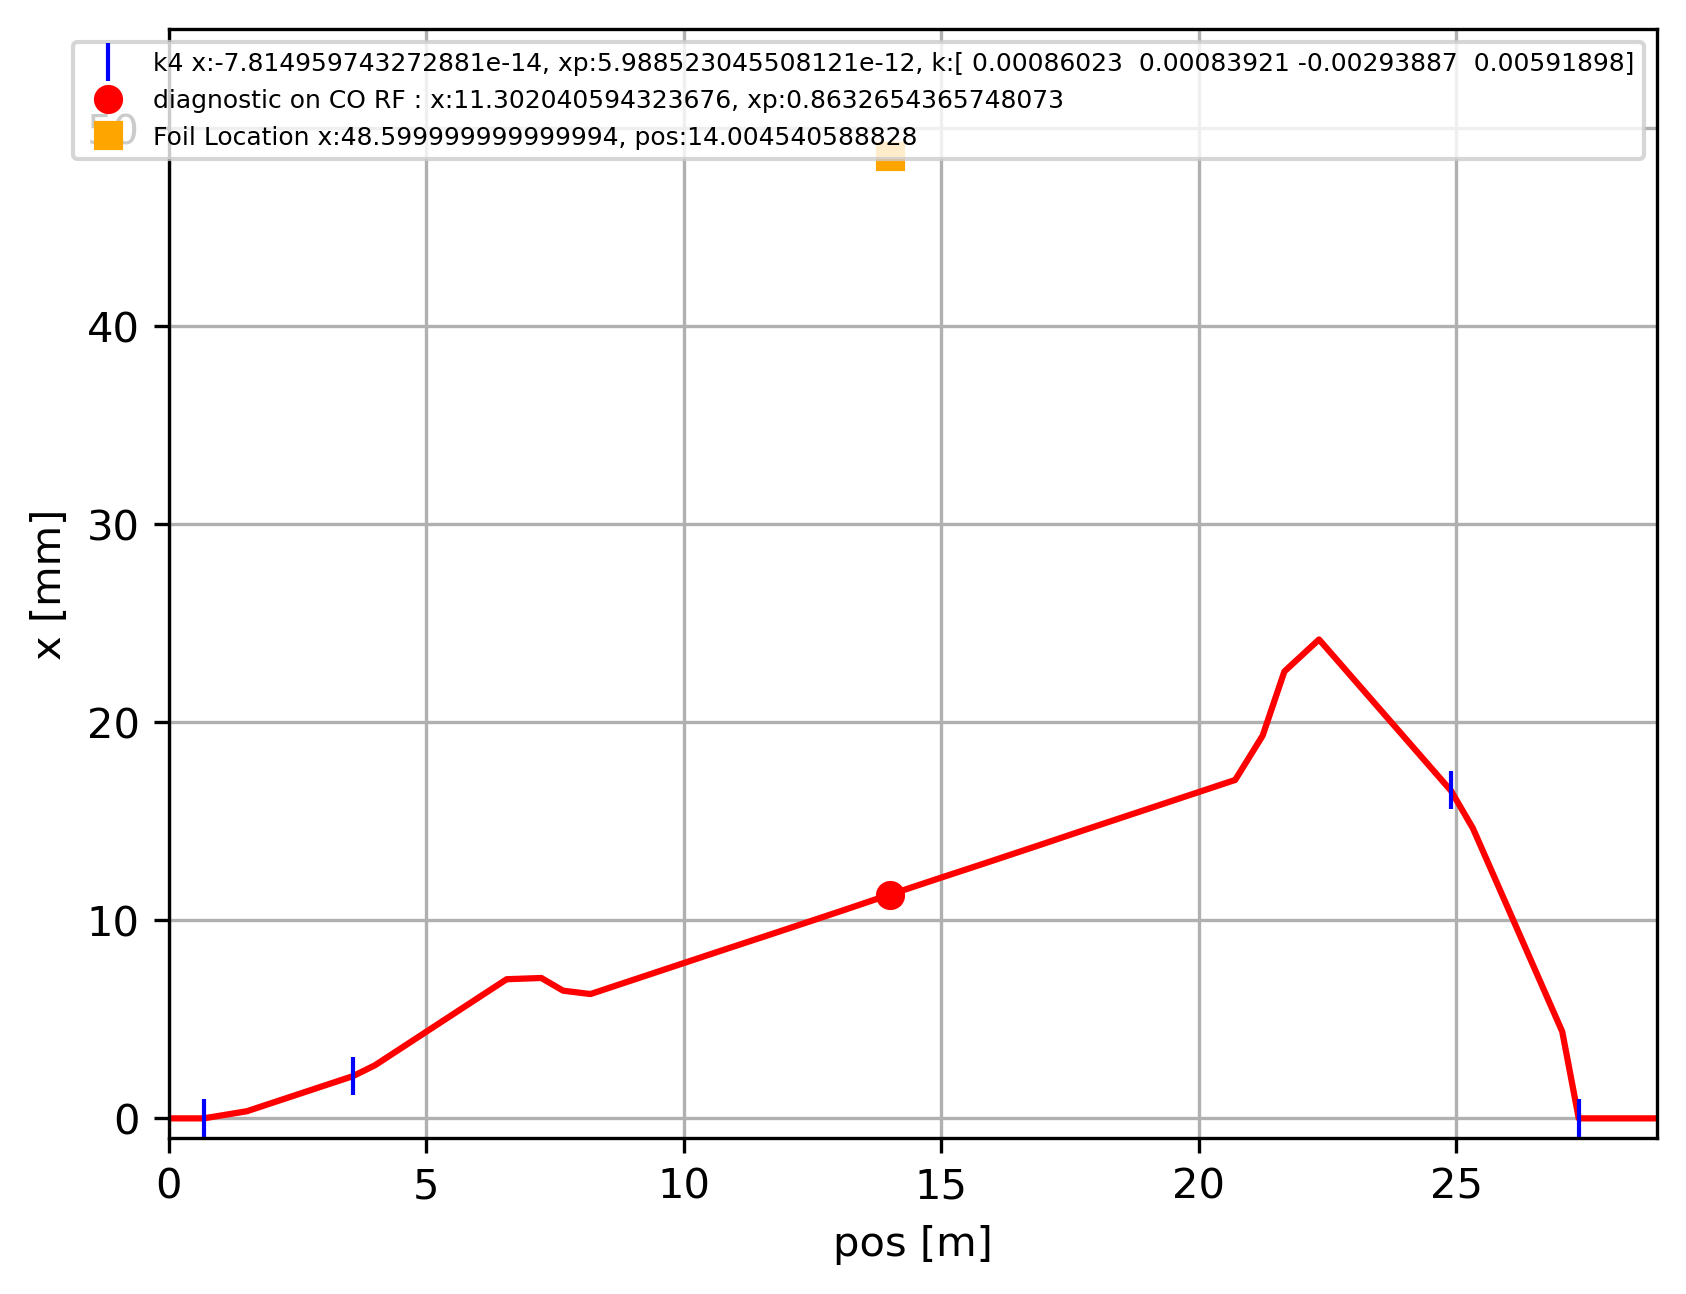 k4 x:-7.814959743272881e-14, xp:5.988523045508121e-12, k:[ 0.00086023  0.00083921 -0.00293887  0.00591898]
diagnostic on CO RF : x:11.302040594323676, xp:0.8632654365748073
Foil Location x:48.599999999999994, pos:14.004540588828
50
40
30
20
10
0
x [mm]
0 5 10 15 20 25
pos [m]